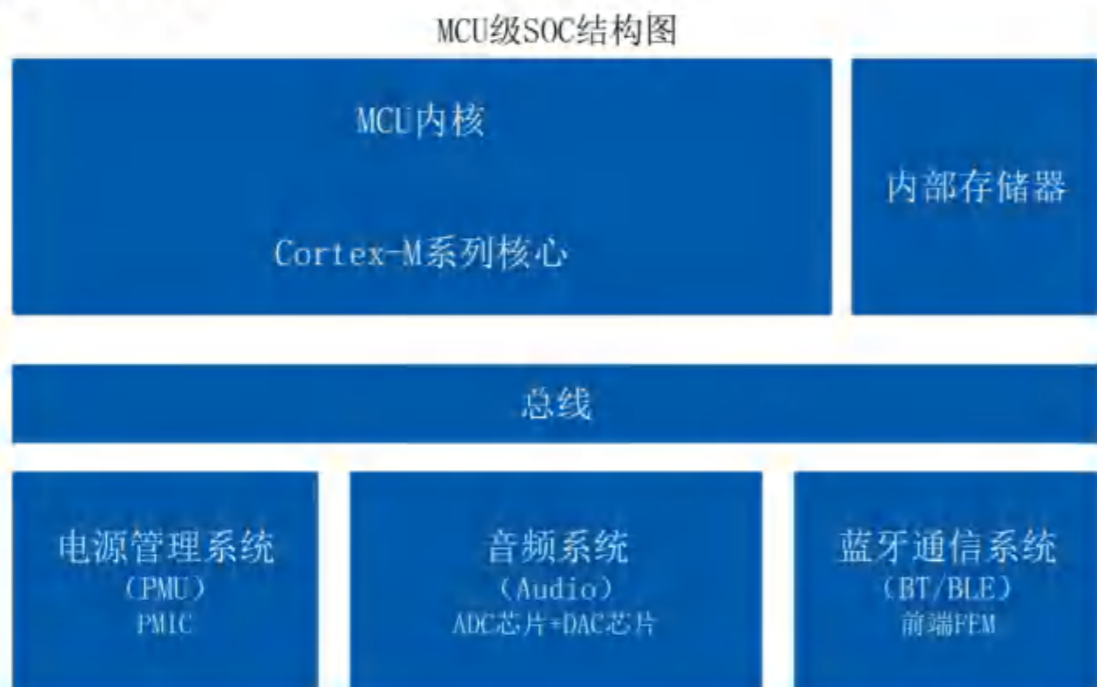 MCU级SOC结构图
MCU内核
内部存储器
Cortex-M系列核心
总线
电源管理系统
(PMU)
PMIC
音频系统
(Audio)
ADC芯片+DAC芯片
蓝牙通信系统
(BT/BLE)
前端FEM